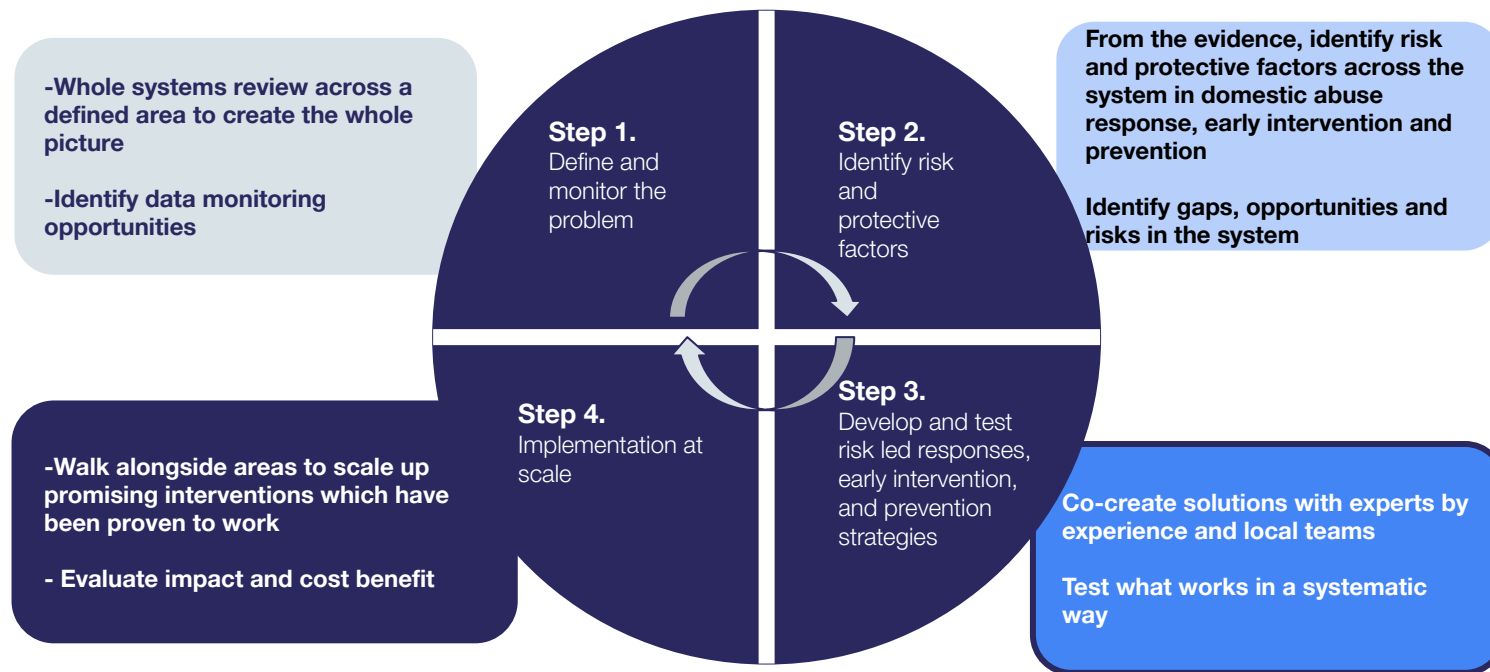 -Whole systems review across a
defined area to create the whole
picture
-Identify data monitoring
opportunities
Step 1.
Define and
monitor the
problem
Step 2.
Identify risk
and
protective
factors
From the evidence, identify risk
and protective factors across the
system in domestic abuse
response, early intervention and
prevention
Identify gaps, opportunities and
risks in the system
-Walk alongside areas to scale up
promising interventions which have
been proven to work
- Evaluate impact and cost benefit
Step 4.
Implementation at
scale
Step 3.
Develop and test
risk led responses,
early intervention,
and prevention
strategies
Co-create solutions with experts by
experience and local teams
Test what works in a systematic
way